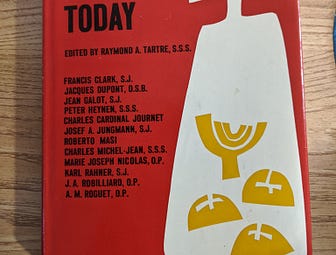 TODAY
EDITED BY RAYMOND A. TARTRE, S.S.S.
FRANCIS CLARK, S.J.
JACQUES DUPONT, O.S.B.
JEAN GALOT, S.J.
PETER HEYNEN, S.S.S.
CHARLES CARDINAL JOURNET
JOSEF A. JUNGMANN, S.J.
ROBERTO MASI
CHARLES MICHEL-JEAN, S.S.S.
MARIE JOSEPH NICOLAS, O.P.
KARL RAHNER, S.J.
J. A. ROBILLIARD, O.P.
A. M. ROGUET, O.P.